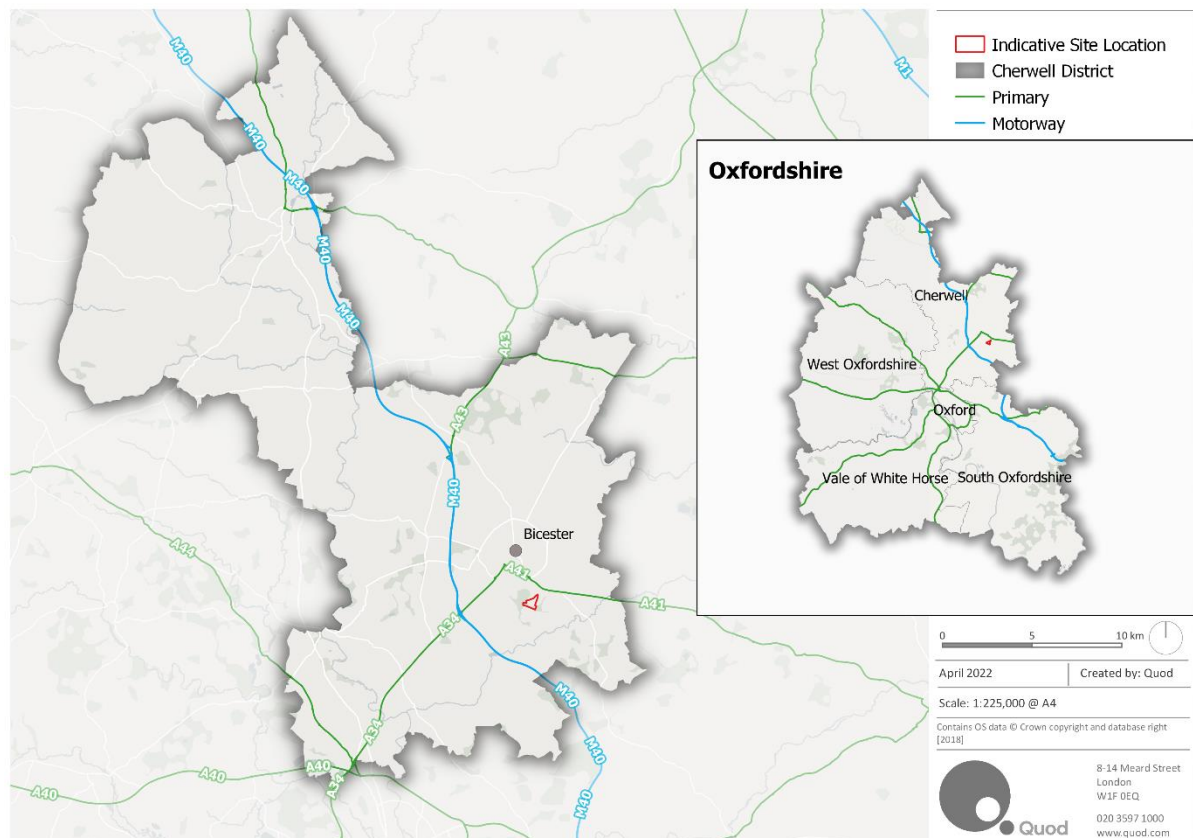 M40
M40
M40
M40
M40
M1
A43
A43
M40
Bicester
A41
A41
A44
A34
M40
A34
A40
A40
A34
M40
Indicative Site Location
Cherwell District
Primary
Motorway
Oxfordshire
Cherwell
West Oxfordshire
Oxford
Vale of White Horse
South Oxfordshire
0 5 10 km
April 2022
Created by: Quod
Scale: 1:225,000 @ A4
Contains OS data © Crown copyright and database right
[2018]
Quod
8-14 Meard Street
London
W1F 0EQ
020 3597 1000
www.quod.com